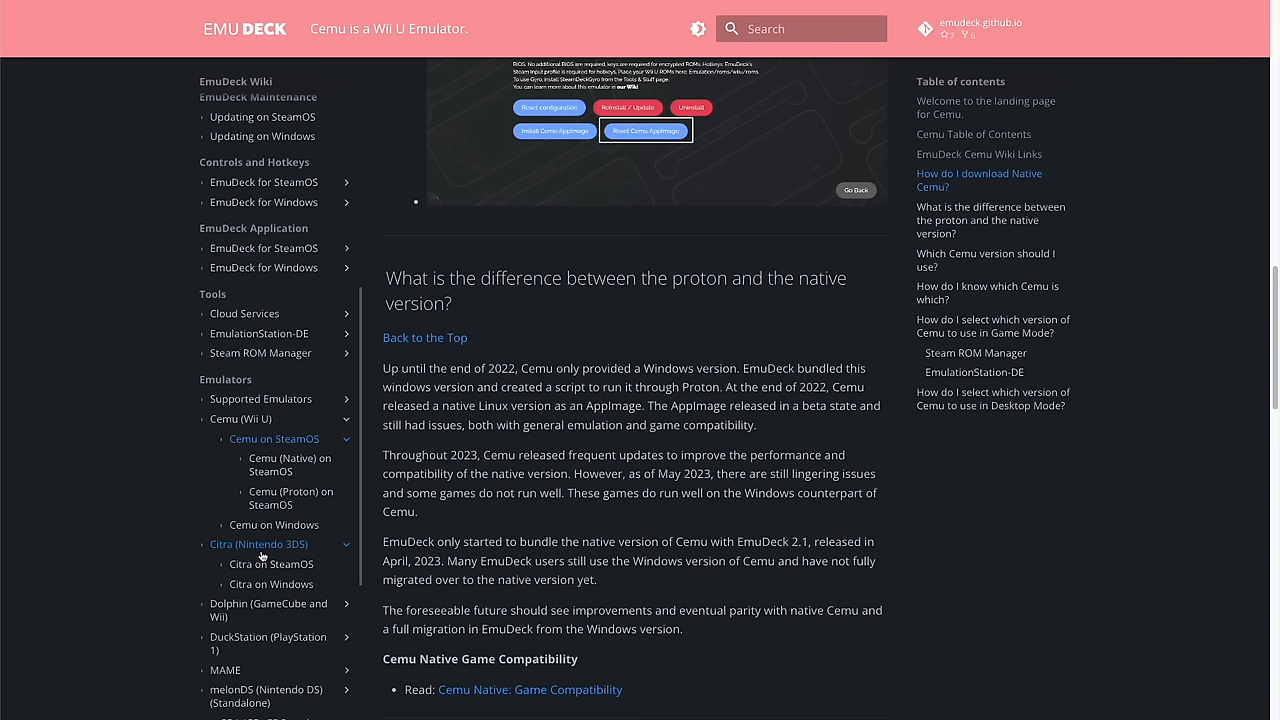 EMU DECK
Cemu is a Wii U Emulator.
Search
emudeck.github.io
7 6
EmuDeck Wiki
EmuDeck Maintenance
Updating on SteamOS
Updating on Windows
Controls and Hotkeys
EmuDeck for SteamOS
EmuDeck for Windows
EmuDeck Application
EmuDeck for SteamOS
EmuDeck for Windows
Tools
Cloud Services
EmulationStation-DE
Steam ROM Manager
Emulators
Supported Emulators
Cemu (Wii U)
Cemu on SteamOS
Cemu (Native) on
SteamOS
Cemu (Proton) on
SteamOS
Cemu on Windows
Citra (Nintendo 3DS)
Citra on SteamOS
Citra on Windows
Dolphin (GameCube and
Wii)
DuckStation (PlayStation
1)
MAME
melonDS (Nintendo DS)
(Standalone)
BIOS: No additional BIOS are required, keys are required for encrypted ROMs. Hotkeys: EmuDeck's
Steam Input profile is required for hotkeys. Place your Wii U ROMs here: Emulation/roms/wiiu/roms.
To use Gyro, install SteamDeckGyro from the Tools & Stuff page.
You can learn more about this emulator in our Wiki
Reset configuration
Reinstall / Update
Uninstall
Install Cemu AppImage
Reset Cemu AppImage
Go Back
What is the difference between the proton and the native
version?
Back to the Top
Up until the end of 2022, Cemu only provided a Windows version. EmuDeck bundled this
windows version and created a script to run it through Proton. At the end of 2022, Cemu
released a native Linux version as an AppImage. The AppImage released in a beta state and
still had issues, both with general emulation and game compatibility.
Throughout 2023, Cemu released frequent updates to improve the performance and
compatibility of the native version. However, as of May 2023, there are still lingering issues
and some games do not run well. These games do run well on the Windows counterpart of
Cemu.
EmuDeck only started to bundle the native version of Cemu with EmuDeck 2.1, released in
April, 2023. Many EmuDeck users still use the Windows version of Cemu and have not fully
migrated over to the native version yet.
The foreseeable future should see improvements and eventual parity with native Cemu and
a full migration in EmuDeck from the Windows version.
Cemu Native Game Compatibility
Read: Cemu Native: Game Compatibility
Table of contents
Welcome to the landing page
for Cemu.
Cemu Table of Contents
EmuDeck Cemu Wiki Links
How do I download Native
Cemu?
What is the difference between
the proton and the native
version?
Which Cemu version should I
use?
How do I know which Cemu is
which?
How do I select which version of
Cemu to use in Game Mode?
Steam ROM Manager
EmulationStation-DE
How do I select which version of
Cemu to use in Desktop Mode?